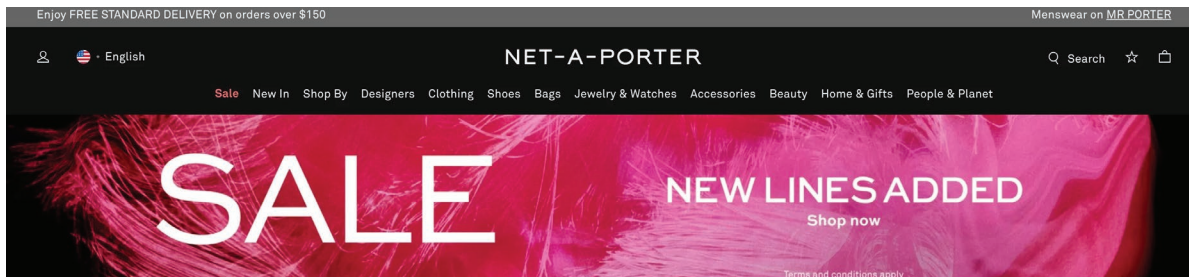 Enjoy FREE STANDARD DELIVERY on orders over $150
Menswear on MR PORTER
English
NET-A-PORTER
Search
Sale New In Shop By Designers Clothing Shoes Bags Jewelry & Watches Accessories Beauty Home & Gifts People & Planet
SALE
NEW LINES ADDED
Shop now
Terms and conditions apply